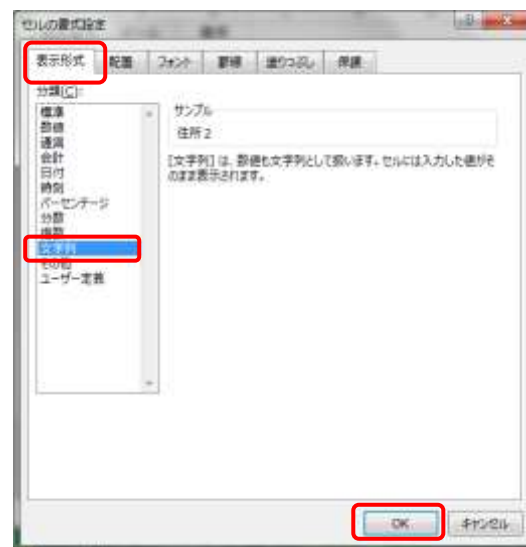 セルの書式設定
表示形式 配置 フォント 罫線 塗りつぶし 保護
分類(C):
標準
数値
通貨
会計
日付
時刻
パーセンテージ
分数
指数
文字列
その他
ユーザー定義
サンプル
住所2
[文字列] は、数値も文字列として扱います。セルには入力した値がそ
のまま表示されます。
OK キャンセル